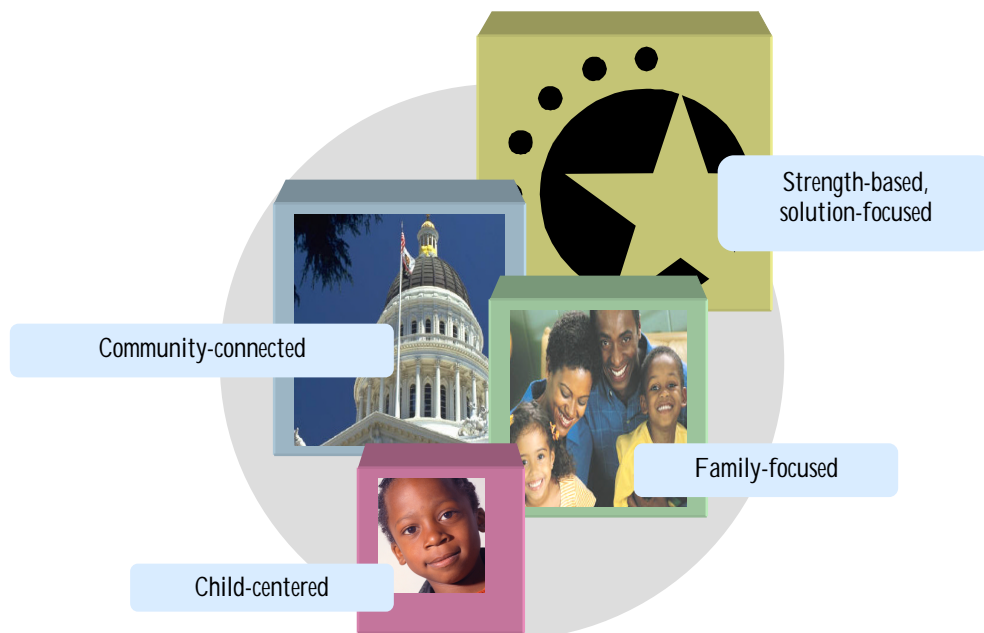 Strength-based,
solution-focused
Community-connected
Family-focused
Child-centered